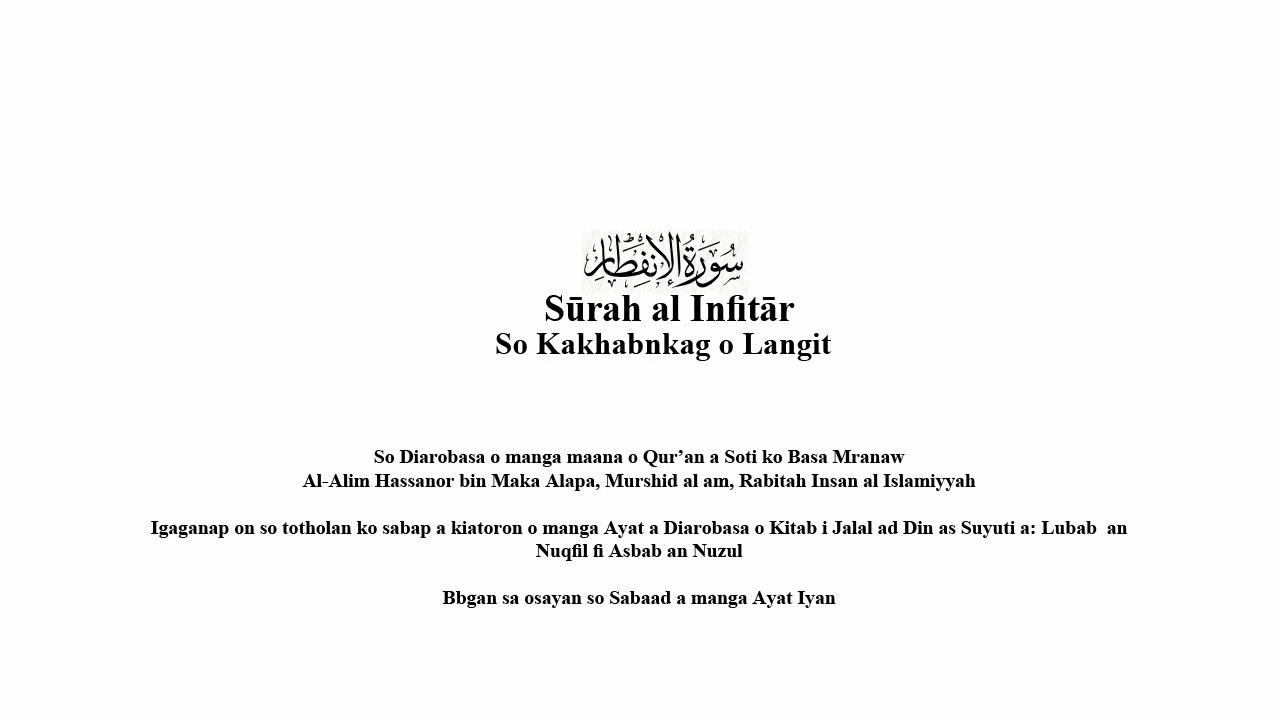 سُورَةُ الإِنفِطَارِ
Sūrah al Infitār
So Kakhabnkag o Langit
So Diarobasa o manga maana o Qur’an a Soti ko Basa Mranaw
Al-Alim Hassanor bin Maka Alapa, Murshid al am, Rabitah Insan al Islamiyyah
Igaganap on so totholan ko sabap a kiatoron o manga Ayat a Diarobasa o Kitab i Jalal ad Din as Suyuti a: Lubab an
Nuqfil fi Asbab an Nuzul
Bbgan sa osayan so Sabaad a manga Ayat Iyan